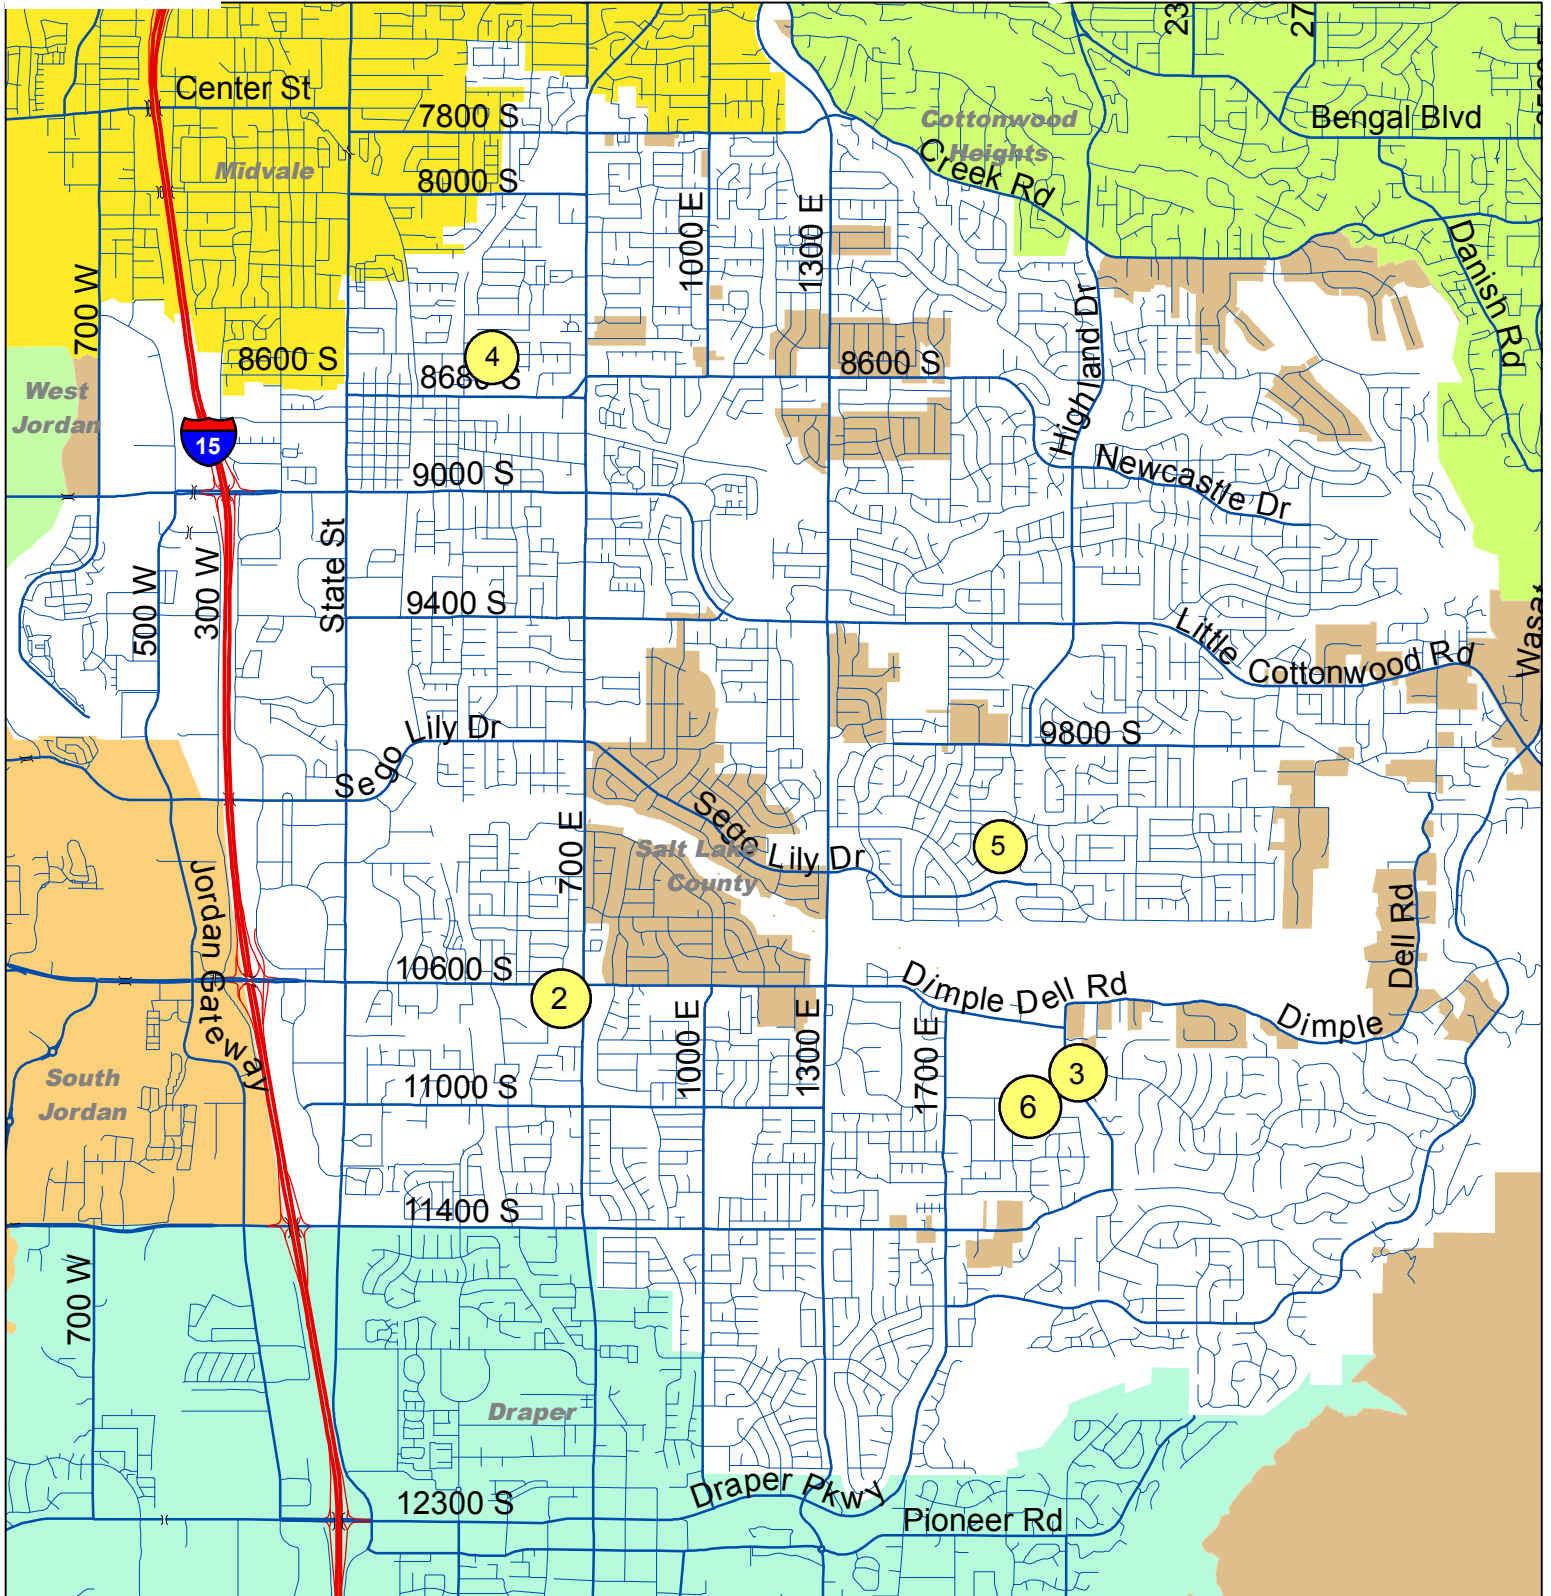 23
27
Center St
7800 S
Bengal Blvd
Cottonwood
Heights
Creek Rd
Midvale
8000 S
1000 E
1300 E
Danish Rd
700 W
Highland Dr
8600 S
4
8680 S
8600 S
West
Jordan
15
9000 S
Newcastle Dr
State St
500 W
300 W
9400 S
Little
Cottonwood Rd
Wasat
Sego Lily Dr
9800 S
Sego Lily Dr
700 E
Salt Lake
County
5
Jordan Gateway
Dell Rd
10600 S
2
Dimple Dell Rd
Dimple
1000 E
1300 E
1700 E
South
Jordan
11000 S
3
6
11400 S
700 W
Draper
12300 S
Draper Pkwy
Pioneer Rd